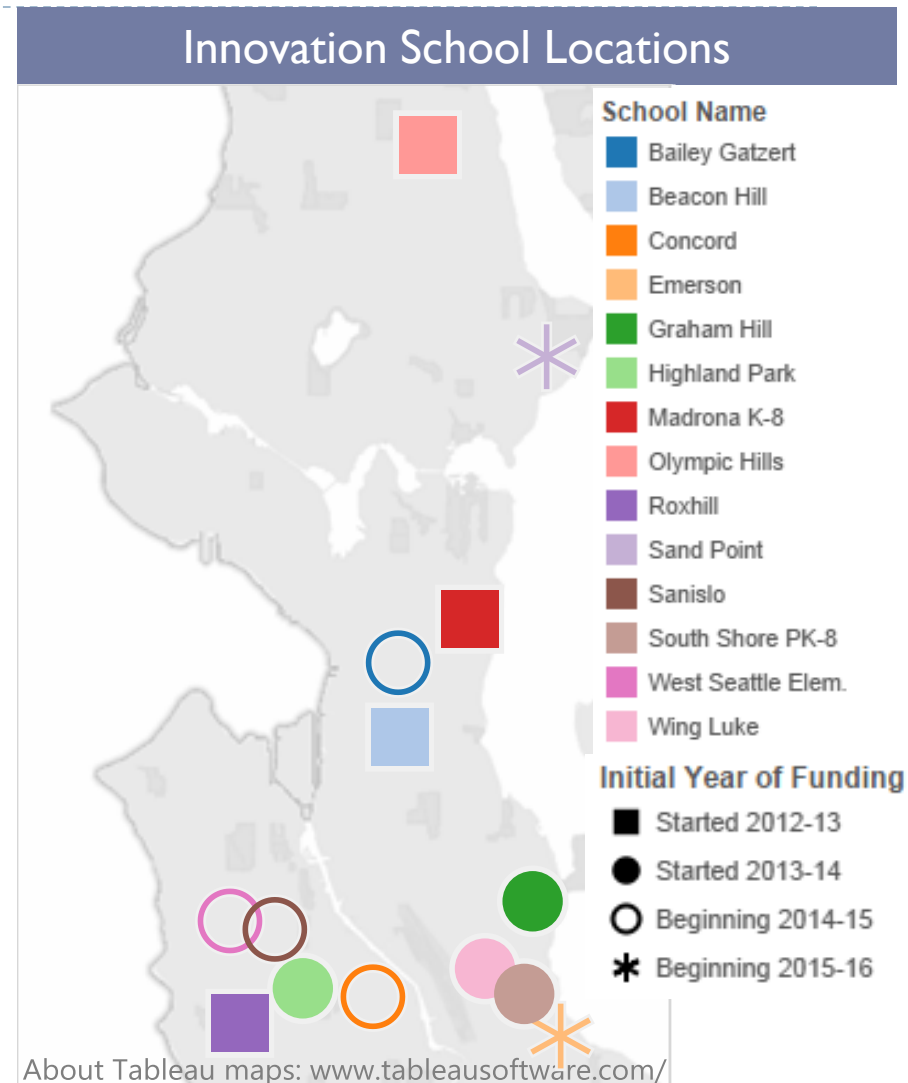 Innovation School Locations
School Name
Bailey Gatzert
Beacon Hill
Concord
Emerson
Graham Hill
Highland Park
Madrona K-8
Olympic Hills
Roxhill
Sand Point
Sanislo
South Shore PK-8
West Seattle Elem.
Wing Luke
Initial Year of Funding
Started 2012-13
Started 2013-14
Beginning 2014-15
Beginning 2015-16
About Tableau maps: www.tableausoftware.com/